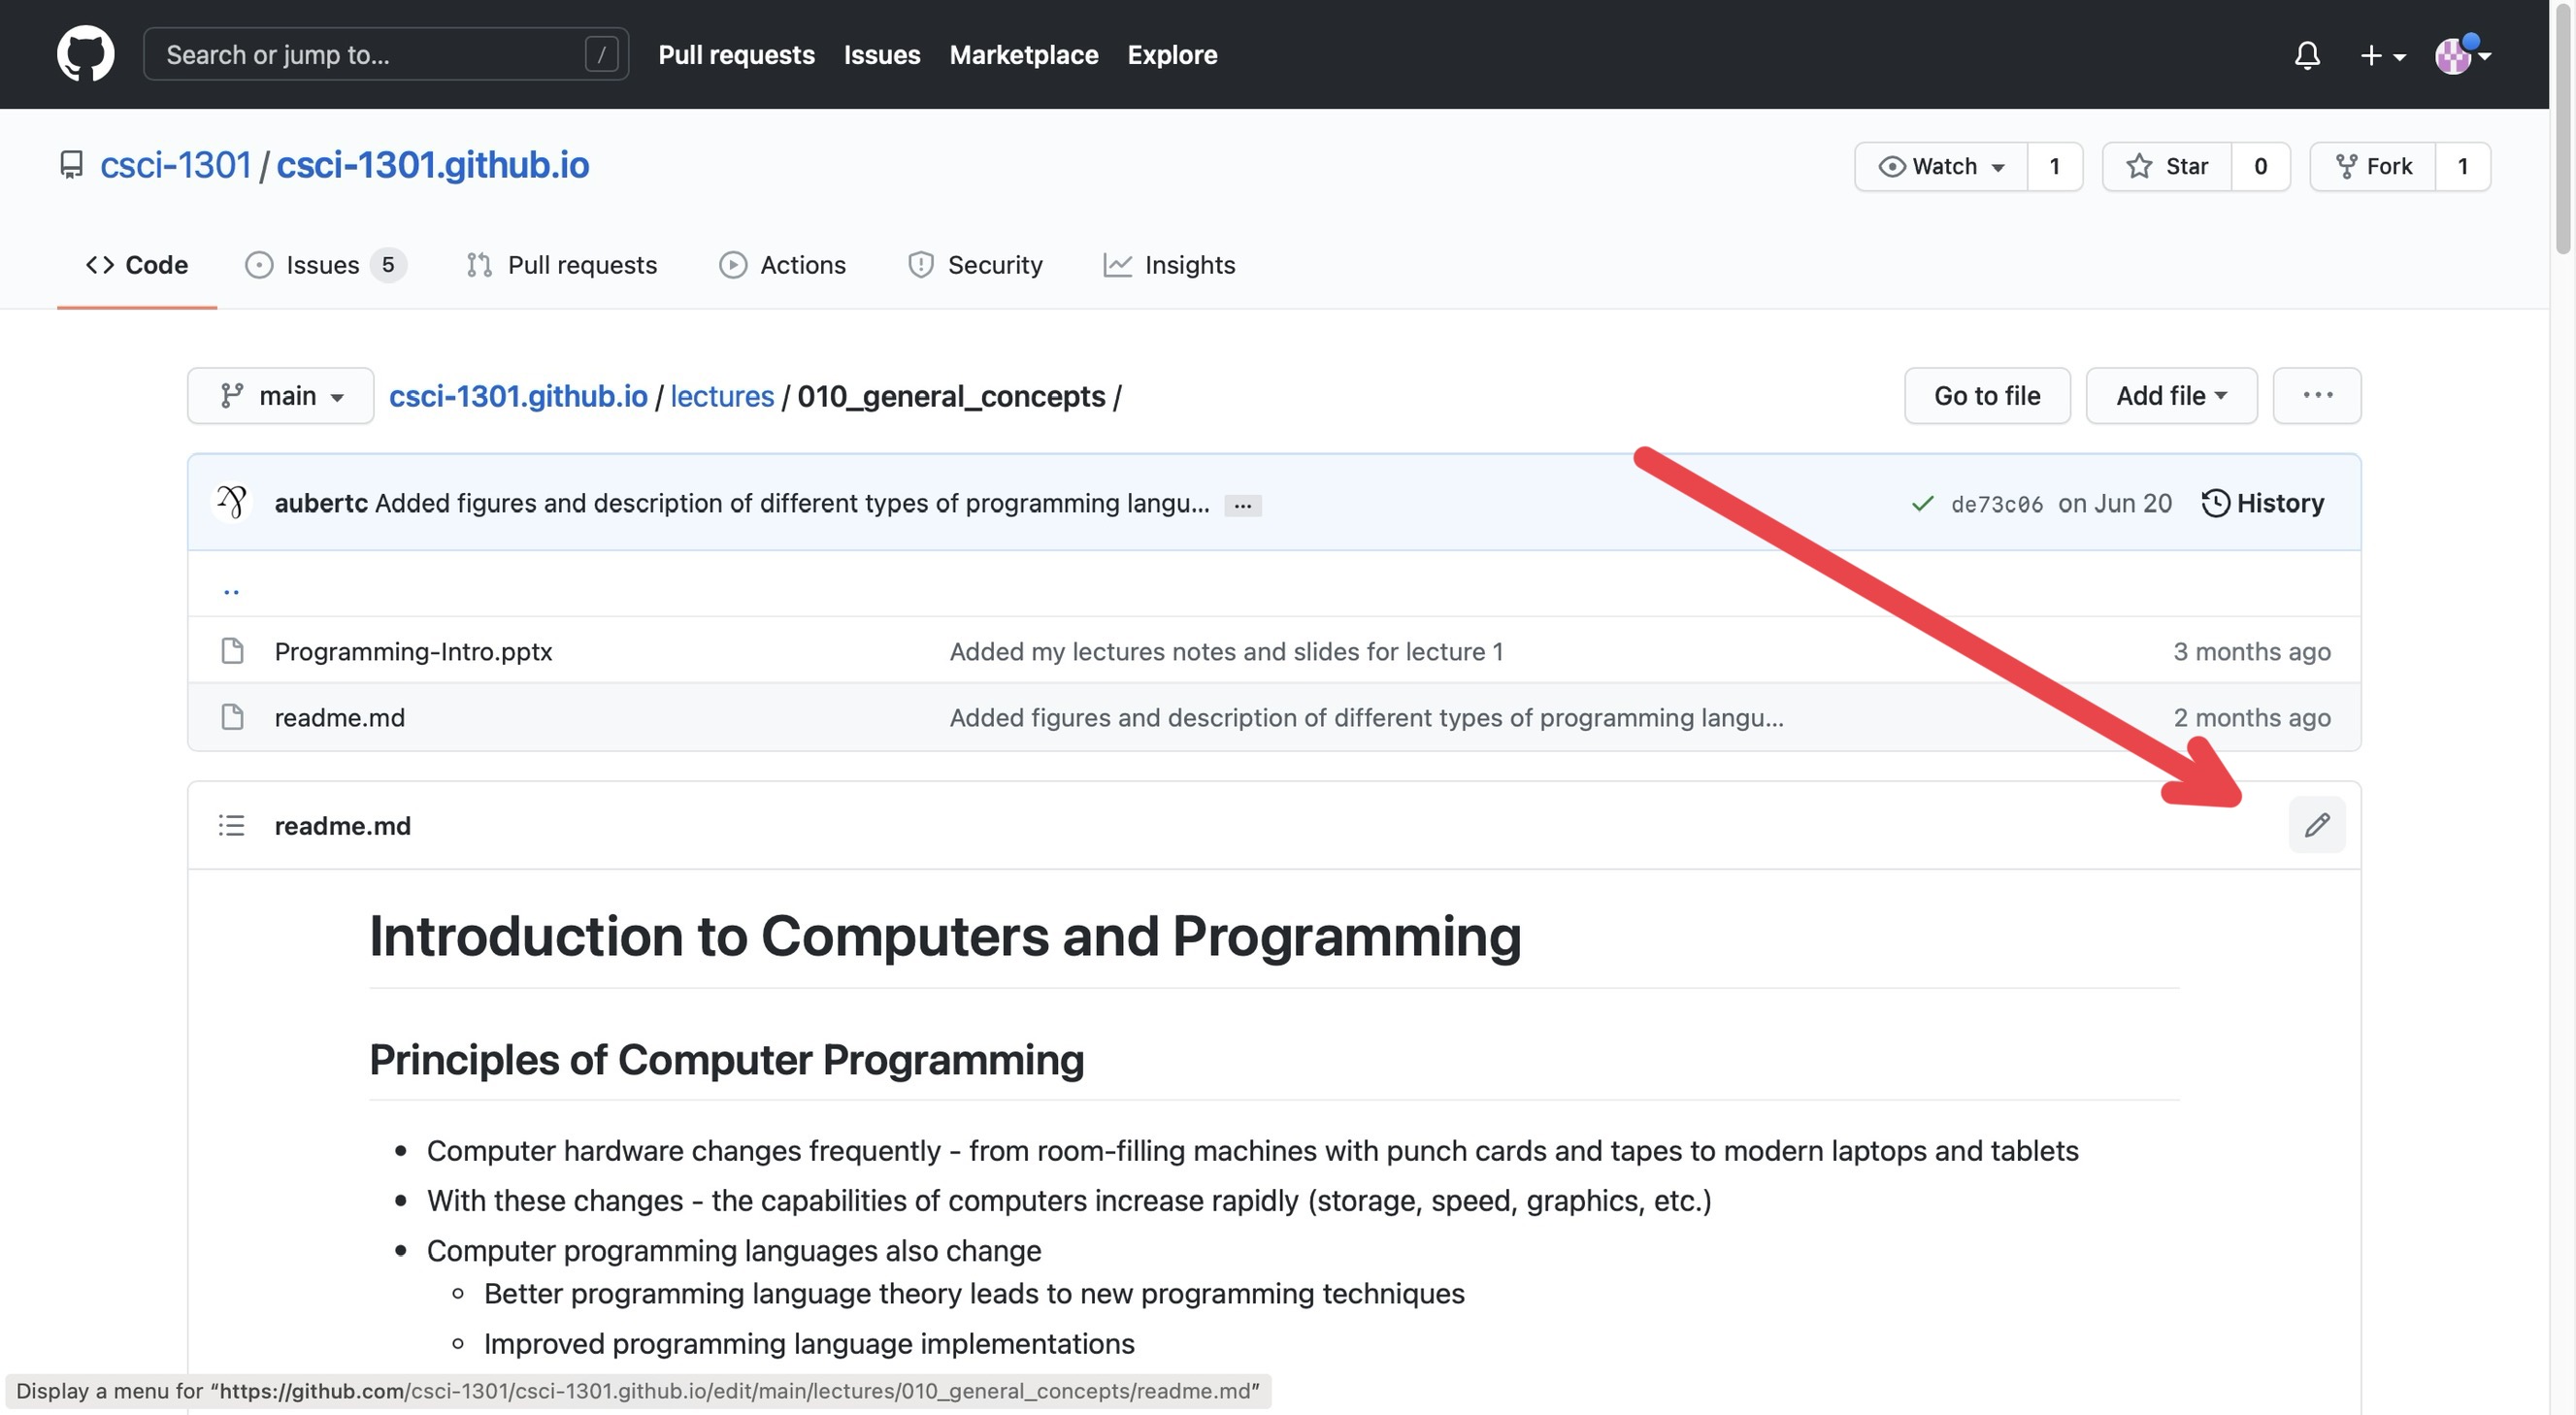 Search or jump to... / Pull requests Issues Marketplace Explore
csci-1301 / csci-1301.github.io Watch 1 Star 0 Fork 1
Code Issues 5 Pull requests Actions Security Insights
main csci-1301.github.io / lectures / 010_general_concepts / Go to file Add file ...
aubertc Added figures and description of different types of programming langu... ... de73c06 on Jun 20 History
..
Programming-Intro.pptx Added my lectures notes and slides for lecture 1 3 months ago
readme.md Added figures and description of different types of programming langu... 2 months ago
readme.md
Introduction to Computers and Programming
Principles of Computer Programming
• Computer hardware changes frequently - from room-filling machines with punch cards and tapes to modern laptops and tablets
• With these changes - the capabilities of computers increase rapidly (storage, speed, graphics, etc.)
• Computer programming languages also change
◦ Better programming language theory leads to new programming techniques
◦ Improved programming language implementations
Display a menu for “https://github.com/csci-1301/csci-1301.github.io/edit/main/lectures/010_general_concepts/readme.md”